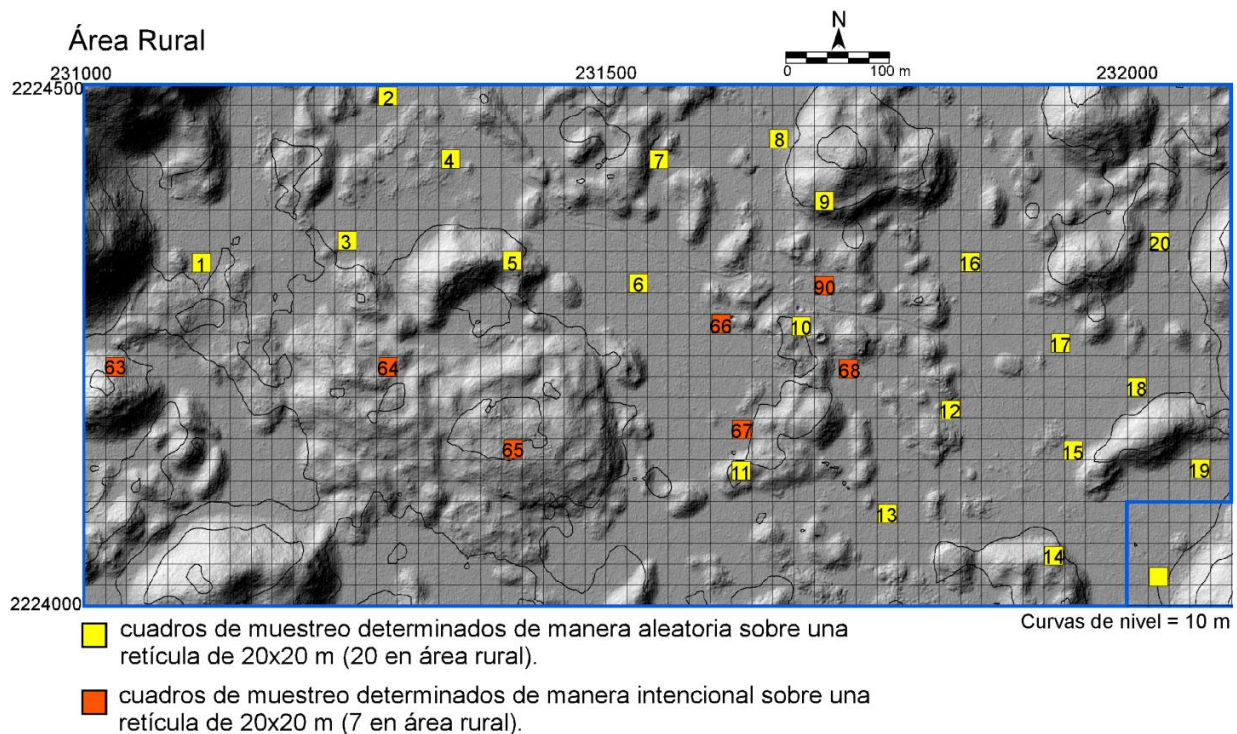 Área Rural
N
0 100 m
231000 231500 232000
2224500
2
8
4 7
9
3
1 5 16 20
6 90
66 10
17
63 64 68
18
12
67
65 15
11 19
13
14
2224000
Curvas de nivel = 10 m
cuadros de muestreo determinados de manera aleatoria sobre una
retícula de 20x20 m (20 en área rural).
cuadros de muestreo determinados de manera intencional sobre una
retícula de 20x20 m (7 en área rural).